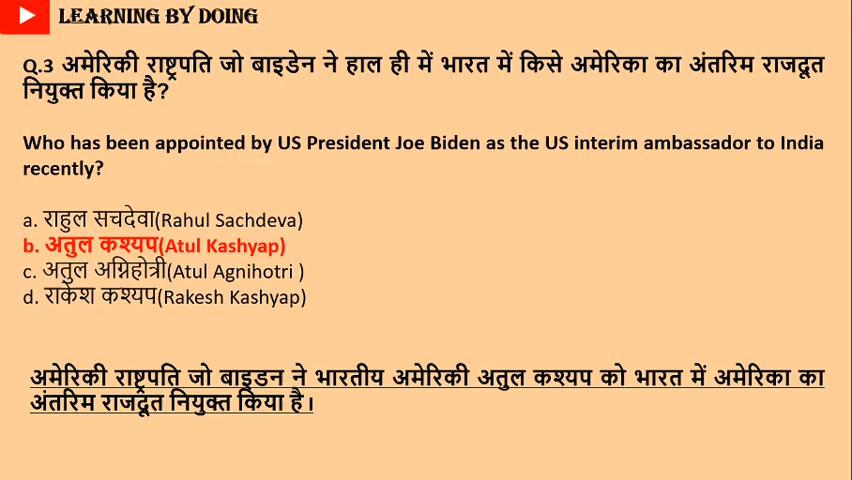 LEARNING BY DOING
Q.3 अमेरिकी राष्ट्रपति जो बाइडेन ने हाल ही में भारत में किसे अमेरिका का अंतरिम राजदूत
नियुक्त किया है?
Who has been appointed by US President Joe Biden as the US interim ambassador to India
recently?
a. राहुल सचदेवा(Rahul Sachdeva)
b. अतुल कश्यप(Atul Kashyap)
c. अतुल अग्निहोत्री(Atul Agnihotri )
d. राकेश कश्यप(Rakesh Kashyap)
अमेरिकी राष्ट्रपति जो बाइडन ने भारतीय अमेरिकी अतुल कश्यप को भारत में अमेरिका का
अंतरिम राजदूत नियुक्त किया है।